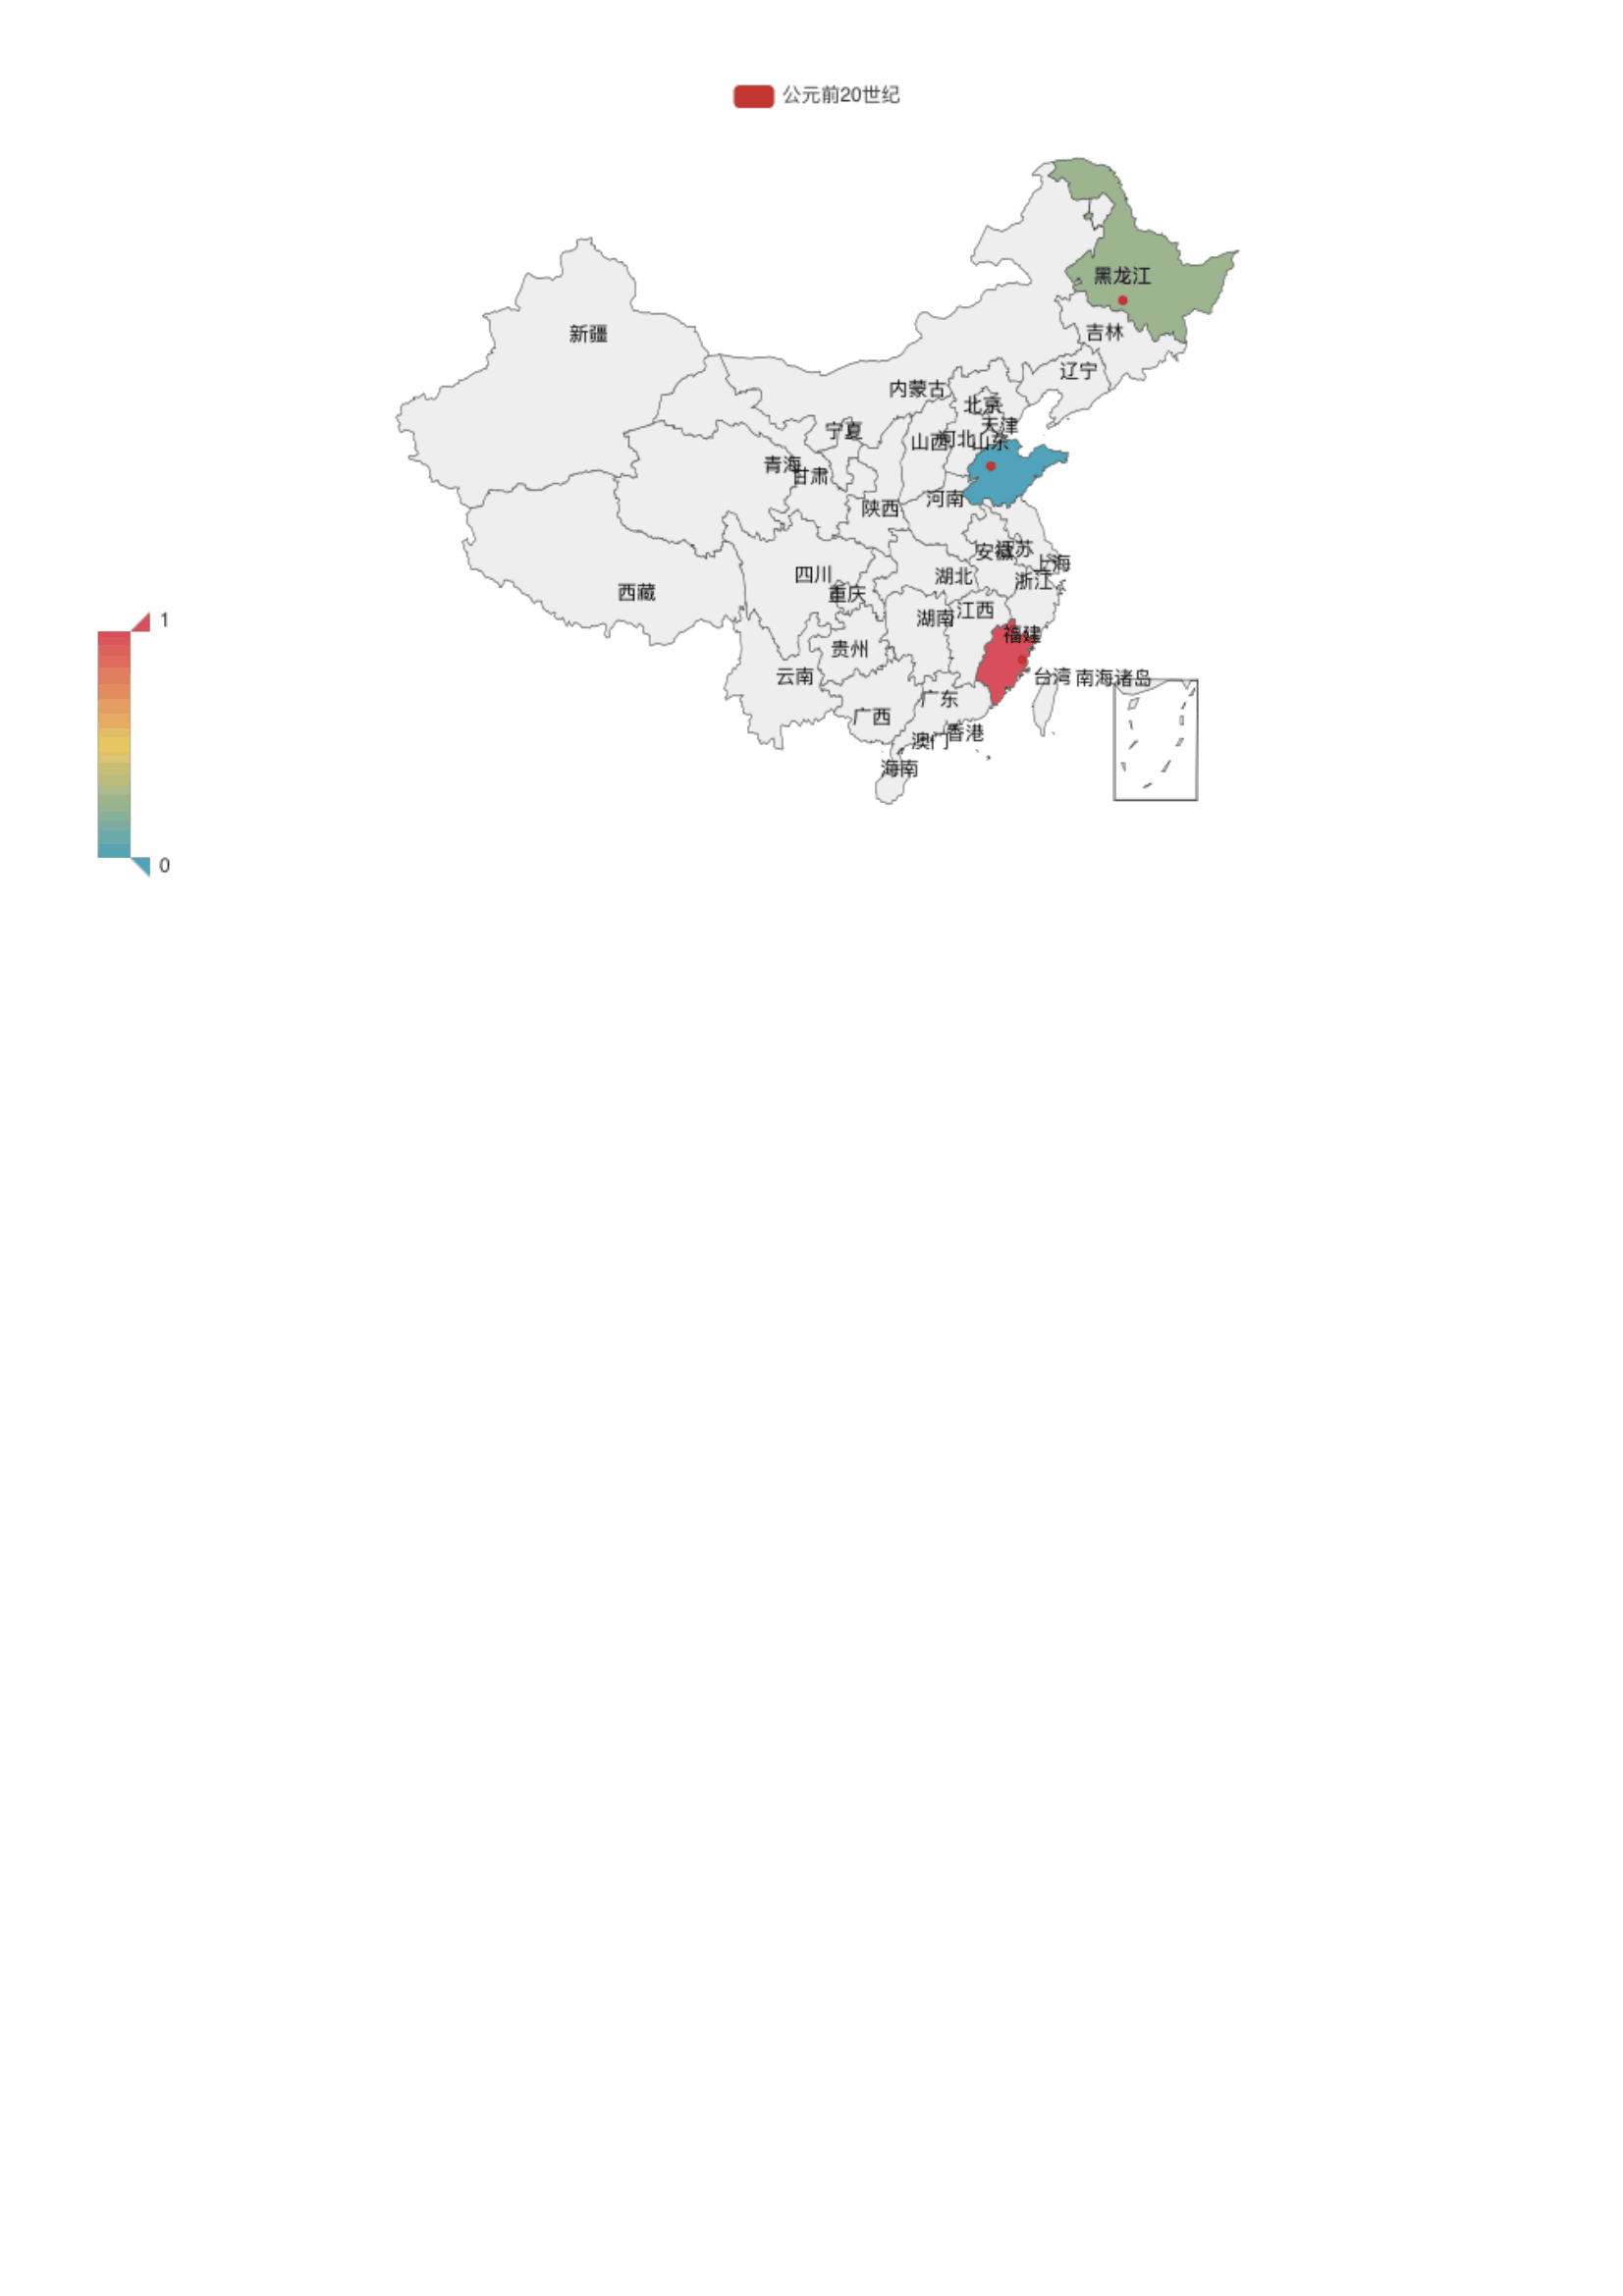 公元前20世纪
黑龙江
吉林
新疆
辽宁
内蒙古
北京
天津
宁夏
山西
河北
山东
青海
甘肃
河南
陕西
安徽
江苏
上海
四川
湖北
浙江
重庆
西藏
江西
湖南
1
福建
贵州
云南
台湾
南海诸岛
广东
广西
香港
澳门
海南
0